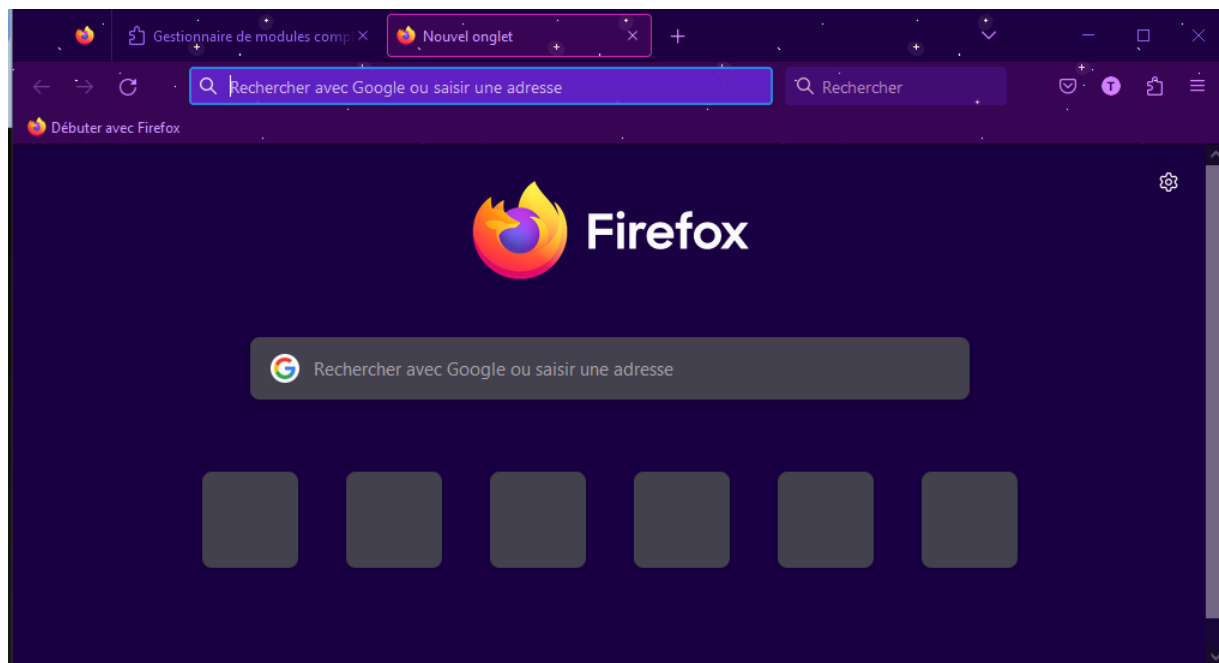 Gestionnaire de modules comp
Nouvel onglet
Rechercher avec Google ou saisir une adresse
Rechercher
T
Débuter avec Firefox
Firefox
Rechercher avec Google ou saisir une adresse